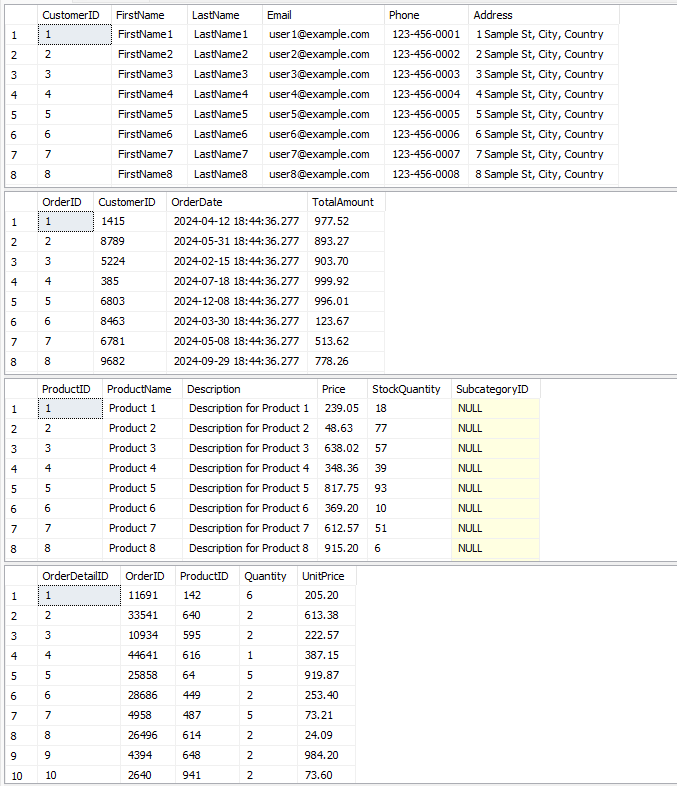 CustomerID FirstName LastName Email Phone Address
1 1 FirstName1 LastName1 user1@example.com 123-456-0001 1 Sample St, City, Country
2 2 FirstName2 LastName2 user2@example.com 123-456-0002 2 Sample St, City, Country
3 3 FirstName3 LastName3 user3@example.com 123-456-0003 3 Sample St, City, Country
4 4 FirstName4 LastName4 user4@example.com 123-456-0004 4 Sample St, City, Country
5 5 FirstName5 LastName5 user5@example.com 123-456-0005 5 Sample St, City, Country
6 6 FirstName6 LastName6 user6@example.com 123-456-0006 6 Sample St, City, Country
7 7 FirstName7 LastName7 user7@example.com 123-456-0007 7 Sample St, City, Country
8 8 FirstName8 LastName8 user8@example.com 123-456-0008 8 Sample St, City, Country
OrderID CustomerID OrderDate TotalAmount
1 1 1415 2024-04-12 18:44:36.277 977.52
2 2 8789 2024-05-31 18:44:36.277 893.27
3 3 5224 2024-02-15 18:44:36.277 903.70
4 4 385 2024-07-18 18:44:36.277 999.92
5 5 6803 2024-12-08 18:44:36.277 996.01
6 6 8463 2024-03-30 18:44:36.277 123.67
7 7 6781 2024-05-08 18:44:36.277 513.62
8 8 9682 2024-09-29 18:44:36.277 778.26
ProductID ProductName Description Price StockQuantity SubcategoryID
1 1 Product 1 Description for Product 1 239.05 18 NULL
2 2 Product 2 Description for Product 2 48.63 77 NULL
3 3 Product 3 Description for Product 3 638.02 57 NULL
4 4 Product 4 Description for Product 4 348.36 39 NULL
5 5 Product 5 Description for Product 5 817.75 93 NULL
6 6 Product 6 Description for Product 6 369.20 10 NULL
7 7 Product 7 Description for Product 7 612.57 51 NULL
8 8 Product 8 Description for Product 8 915.20 6 NULL
OrderDetailID OrderID ProductID Quantity UnitPrice
1 1 11691 142 6 205.20
2 2 33541 640 2 613.38
3 3 10934 595 2 222.57
4 4 44641 616 1 387.15
5 5 25858 64 5 919.87
6 6 28686 449 2 253.40
7 7 4958 487 5 73.21
8 8 26496 614 2 24.09
9 9 4394 648 2 984.20
10 10 2640 941 2 73.60